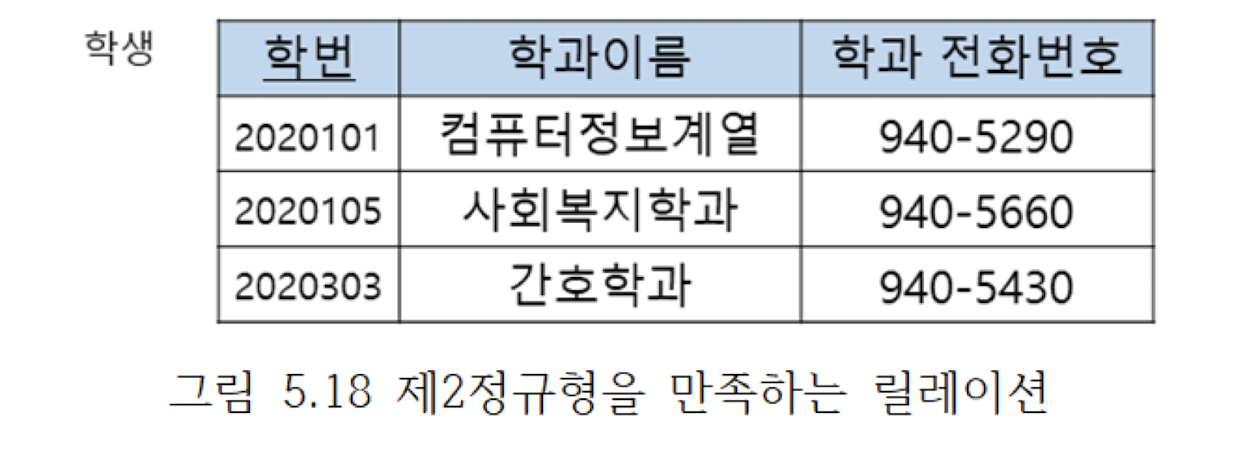 학생
학번 학과이름 학과 전화번호
2020101 컴퓨터정보계열 940-5290
2020105 사회복지학과 940-5660
2020303 간호학과 940-5430
그림 5.18 제2정규형을 만족하는 릴레이션